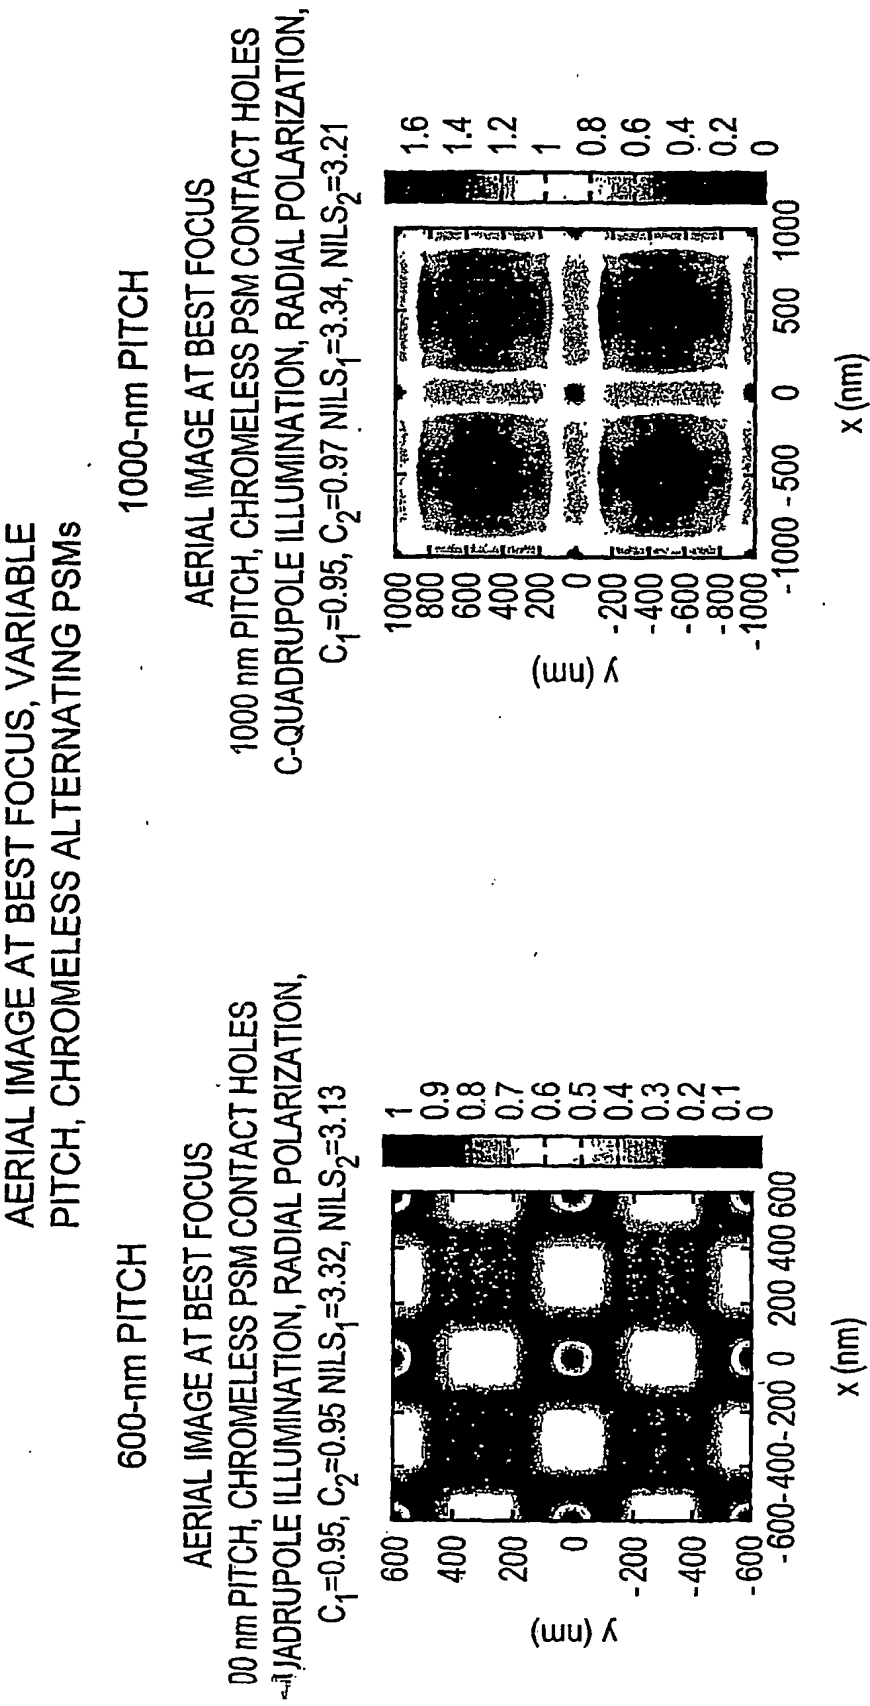 AERIAL IMAGE AT BEST FOCUS, VARIABLE
PITCH, CHROMELESS ALTERNATING PSMs
600-nm PITCH
AERIAL IMAGE AT BEST FOCUS
00 nm PITCH, CHROMELESS PSM CONTACT HOLES
JADRUPOLE ILLUMINATION, RADIAL POLARIZATION,
C1=0.95, C2=0.95 NILS1=3.32, NILS2=3.13
600
400
200
0
-200
-400
-600
y (nm)
-600-400-200 0 200 400 600
x (nm)
1
0.9
0.8
0.7
0.6
0.5
0.4
0.3
0.2
0.1
0
1000-nm PITCH
AERIAL IMAGE AT BEST FOCUS
1000 nm PITCH, CHROMELESS PSM CONTACT HOLES
C-QUADRUPOLE ILLUMINATION, RADIAL POLARIZATION,
C1=0.95, C2=0.97 NILS1=3.34, NILS2=3.21
1000
800
600
400
200
0
-200
-400
-600
-800
-1000
y (nm)
-1000 -500 0 500 1000
x (nm)
1.6
1.4
1.2
1
0.8
0.6
0.4
0.2
0